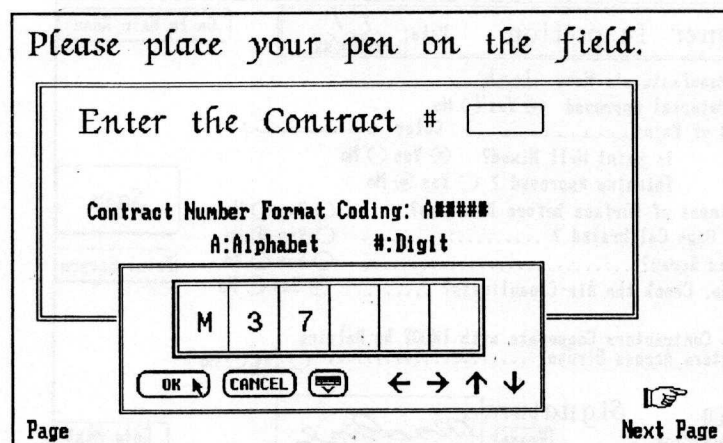 Please place your pen on the field.
Enter the Contract #
Contract Number Format Coding: A#####
A:Alphabet #:Digit
M 3 7
OK CANCEL ← → ↑ ↓
Page Next Page